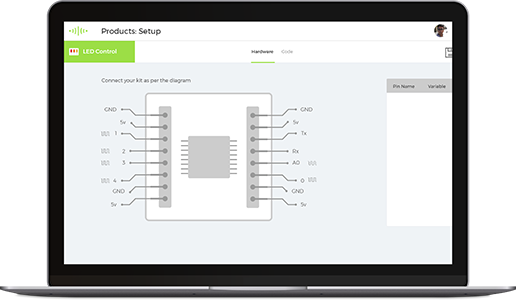 Products: Setup
LED Control
Hardware
Code
Connect your kit as per the diagram
Pin Name
Variable
GND
GND
5v
5v
1
Tx
2
Rx
3
A0
4
0
GND
GND
5v
5v